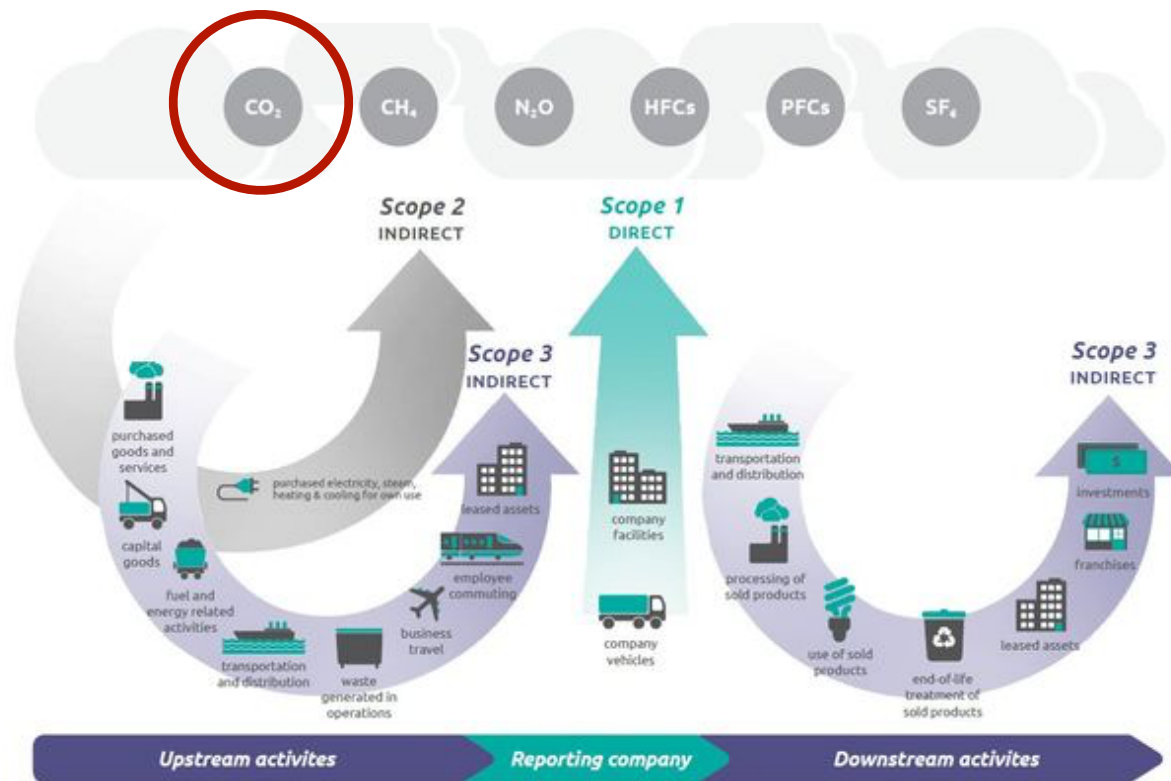 CO₂
CH₄
N₂O
HFCs
PFCs
SF₆
Scope 2
INDIRECT
Scope 1
DIRECT
Scope 3
INDIRECT
Scope 3
INDIRECT
purchased
goods and
services
purchased electricity, steam,
heating & cooling for own use
capital
goods
fuel and
energy related
activities
transportation
and distribution
waste
generated in
operations
business
travel
employee
commuting
leased assets
company
facilities
company
vehicles
transportation
and distribution
processing of
sold products
use of sold
products
end-of-life
treatment of
sold products
leased assets
franchises
$
investments
Upstream activites
Reporting company
Downstream activites